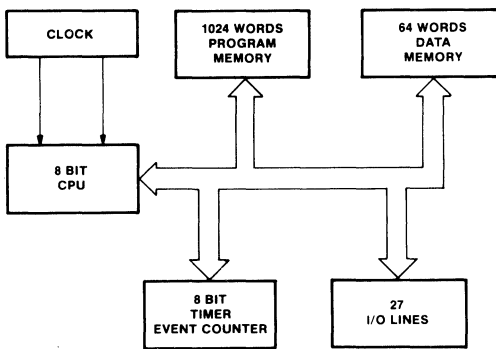 CLOCK
1024 WORDS
PROGRAM
MEMORY
64 WORDS
DATA
MEMORY
8 BIT
CPU
8 BIT
TIMER
EVENT COUNTER
27
I/O LINES